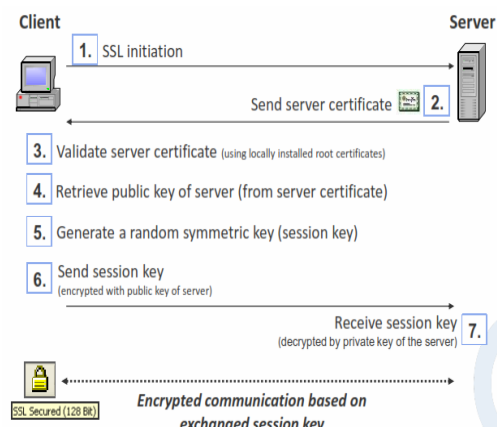 Client
Server
1. SSL initiation
Send server certificate 2.
3. Validate server certificate (using locally installed root certificates)
4. Retrieve public key of server (from server certificate)
5. Generate a random symmetric key (session key)
6. Send session key
(encrypted with public key of server)
Receive session key 7.
(decrypted by private key of the server)
SSL Secured (128 Bit)
Encrypted communication based on
exchanged session key